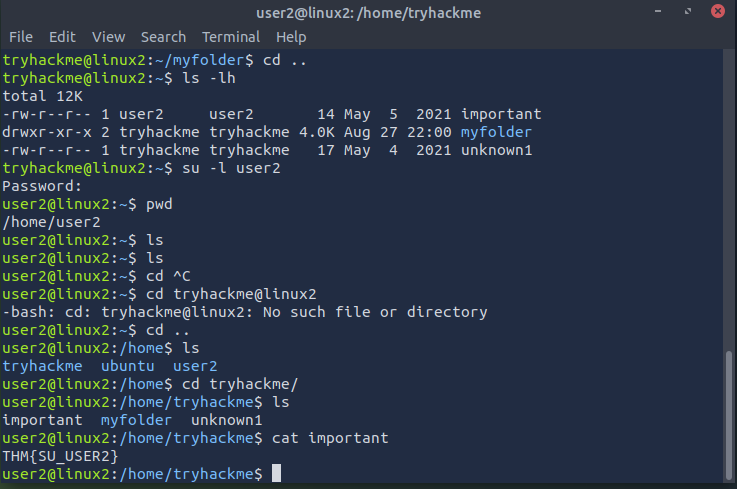 user2@linux2: /home/tryhackme
File Edit View Search Terminal Help
tryhackme@linux2:~/myfolder$ cd ..
tryhackme@linux2:~$ ls -lh
total 12K
-rw-r--r-- 1 user2     user2       14 May  5  2021 important
drwxr-xr-x 2 tryhackme tryhackme 4.0K Aug 27 22:00 myfolder
-rw-r--r-- 1 tryhackme tryhackme   17 May  4  2021 unknown1
tryhackme@linux2:~$ su -l user2
Password:
user2@linux2:~$ pwd
/home/user2
user2@linux2:~$ ls
user2@linux2:~$ ls
user2@linux2:~$ cd ^C
user2@linux2:~$ cd tryhackme@linux2
-bash: cd: tryhackme@linux2: No such file or directory
user2@linux2:~$ cd ..
user2@linux2:/home$ ls
tryhackme  ubuntu  user2
user2@linux2:/home$ cd tryhackme/
user2@linux2:/home/tryhackme$ ls
important  myfolder  unknown1
user2@linux2:/home/tryhackme$ cat important
THM{SU_USER2}
user2@linux2:/home/tryhackme$